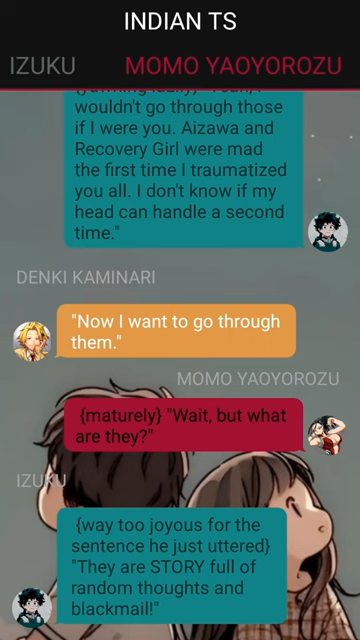 INDIAN TS
IZUKU MOMO YAOYOROZU
wouldn't go through those
if I were you. Aizawa and
Recovery Girl were mad
the first time I traumatized
you all. I don't know if my
head can handle a second
time."
DENKI KAMINARI
"Now I want to go through
them."
MOMO YAOYOROZU
{maturely} "Wait, but what
are they?"
IZUKU
{way too joyous for the
sentence he just uttered}
"They are STORY full of
random thoughts and
blackmail!"